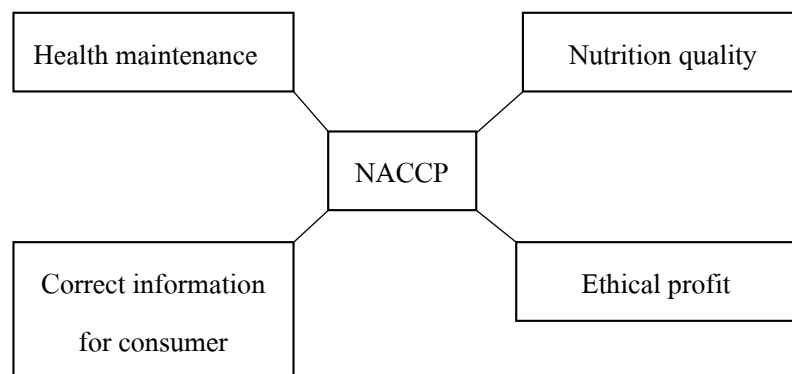 Health maintenance
Nutrition quality
NACCP
Correct information
for consumer
Ethical profit